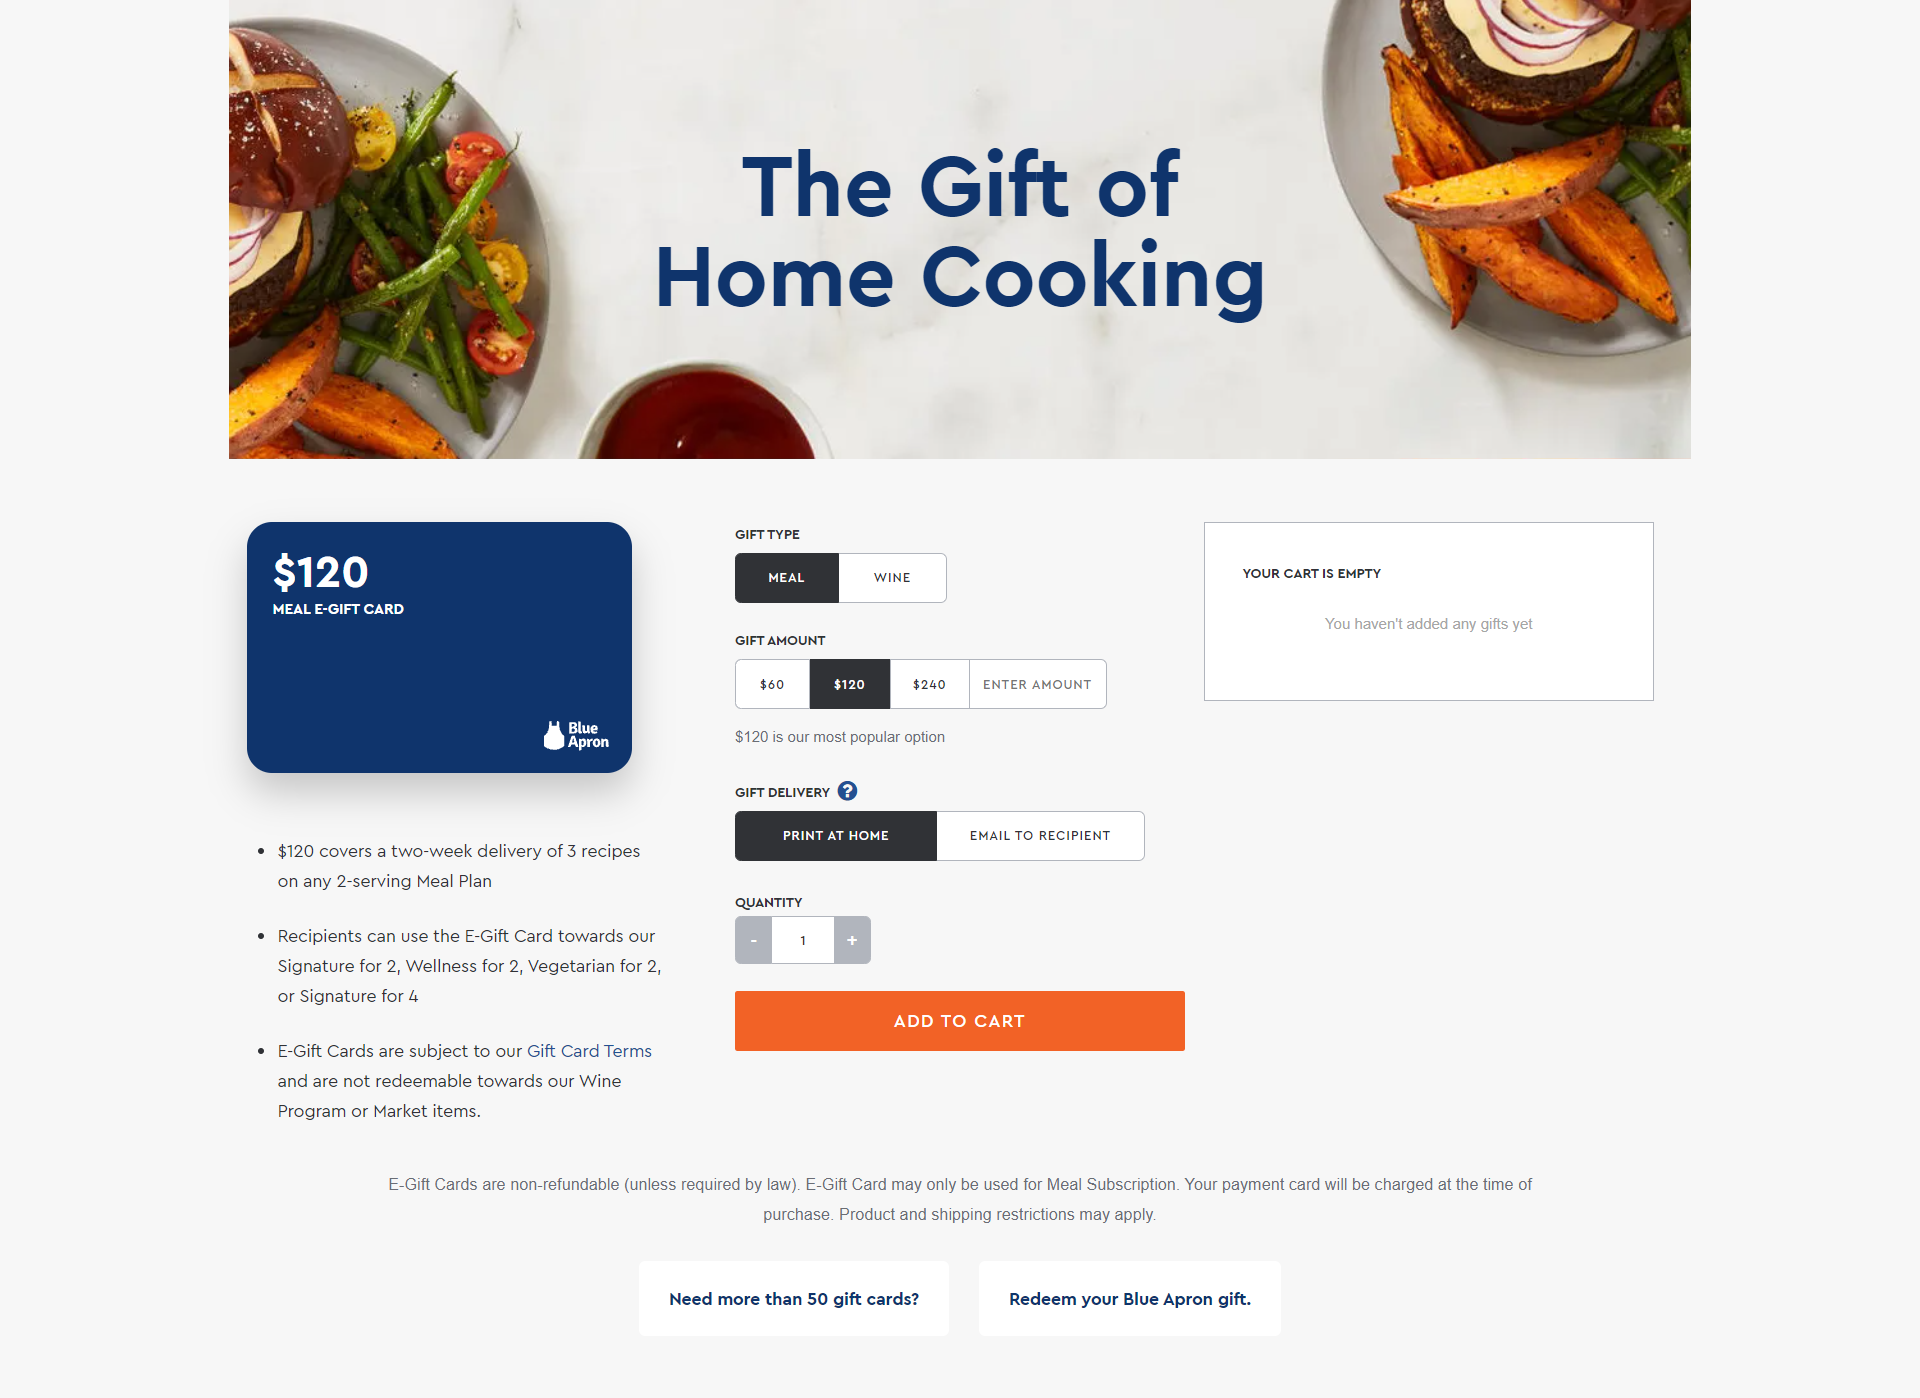 The Gift of
Home Cooking
$120
MEAL E-GIFT CARD
Blue
Apron
$120 covers a two-week delivery of 3 recipes
on any 2-serving Meal Plan
Recipients can use the E-Gift Card towards our
Signature for 2, Wellness for 2, Vegetarian for 2,
or Signature for 4
E-Gift Cards are subject to our Gift Card Terms
and are not redeemable towards our Wine
Program or Market items.
GIFT TYPE
MEAL WINE
GIFT AMOUNT
$60 $120 $240 ENTER AMOUNT
$120 is our most popular option
GIFT DELIVERY ?
PRINT AT HOME EMAIL TO RECIPIENT
QUANTITY
- 1 +
ADD TO CART
YOUR CART IS EMPTY
You haven't added any gifts yet
E-Gift Cards are non-refundable (unless required by law). E-Gift Card may only be used for Meal Subscription. Your payment card will be charged at the time of
purchase. Product and shipping restrictions may apply.
Need more than 50 gift cards?
Redeem your Blue Apron gift.